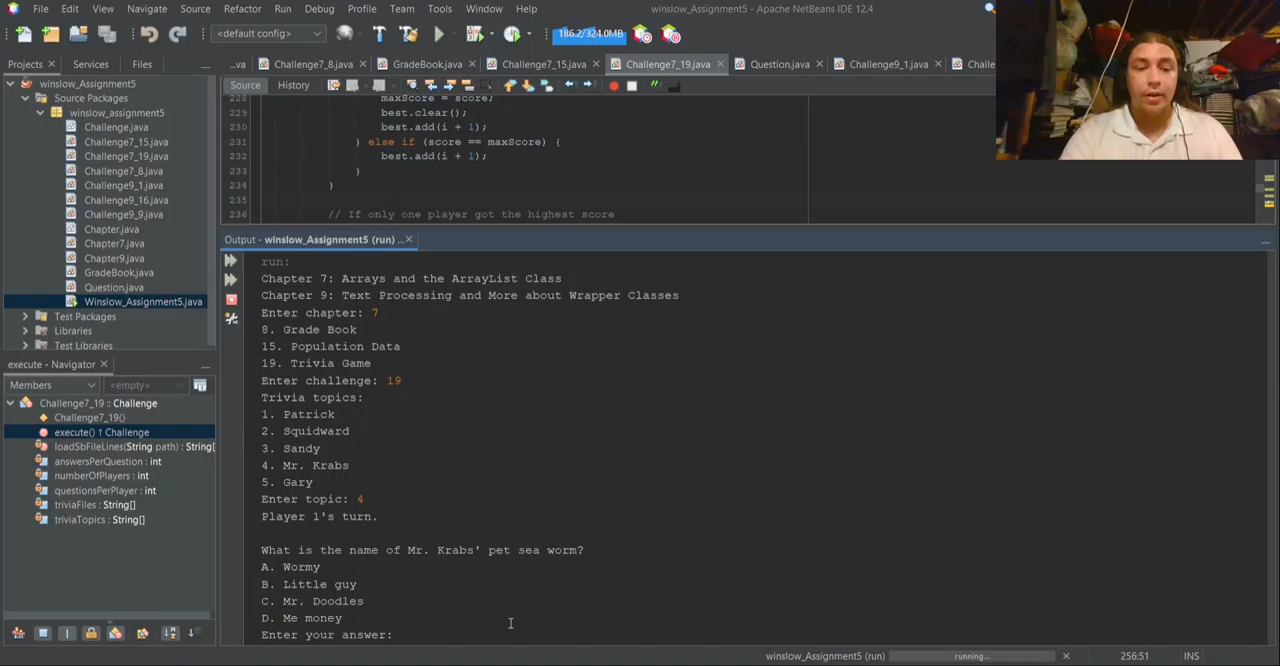 File Edit View Navigate Source Refactor Run Debug Profile Team Tools Window Help
winslow_Assignment5 - Apache NetBeans IDE 12.4
<default config>
186.2/324.0MB
Projects × Services Files
...va Challenge7_8.java × GradeBook.java × Challenge7_15.java × Challenge7_19.java × Question.java × Challenge9_1.java × Challen
Source History
winslow_Assignment5
Source Packages
winslow_assignment5
Challenge.java
Challenge7_15.java
Challenge7_19.java
Challenge7_8.java
Challenge9_1.java
Challenge9_16.java
Challenge9_9.java
Chapter.java
Chapter7.java
Chapter9.java
GradeBook.java
Question.java
Winslow_Assignment5.java
Test Packages
Libraries
Test Libraries
execute - Navigator ×
Members <empty>
Challenge7_19 :: Challenge
Challenge7_19()
execute() ↑ Challenge
loadSbFileLines(String path) : String[
answersPerQuestion : int
numberOfPlayers : int
questionsPerPlayer : int
triviaFiles : String[]
triviaTopics : String[]
228 maxScore = score;
229 best.clear();
230 best.add(i + 1);
231 } else if (score == maxScore) {
232 best.add(i + 1);
233 }
234 }
235
236 // If only one player got the highest score
Output - winslow_Assignment5 (run) ... ×
run:
Chapter 7: Arrays and the ArrayList Class
Chapter 9: Text Processing and More about Wrapper Classes
Enter chapter: 7
8. Grade Book
15. Population Data
19. Trivia Game
Enter challenge: 19
Trivia topics:
1. Patrick
2. Squidward
3. Sandy
4. Mr. Krabs
5. Gary
Enter topic: 4
Player 1's turn.
What is the name of Mr. Krabs' pet sea worm?
A. Wormy
B. Little guy
C. Mr. Doodles
D. Me money
Enter your answer:
winslow_Assignment5 (run) running... 256:51 INS